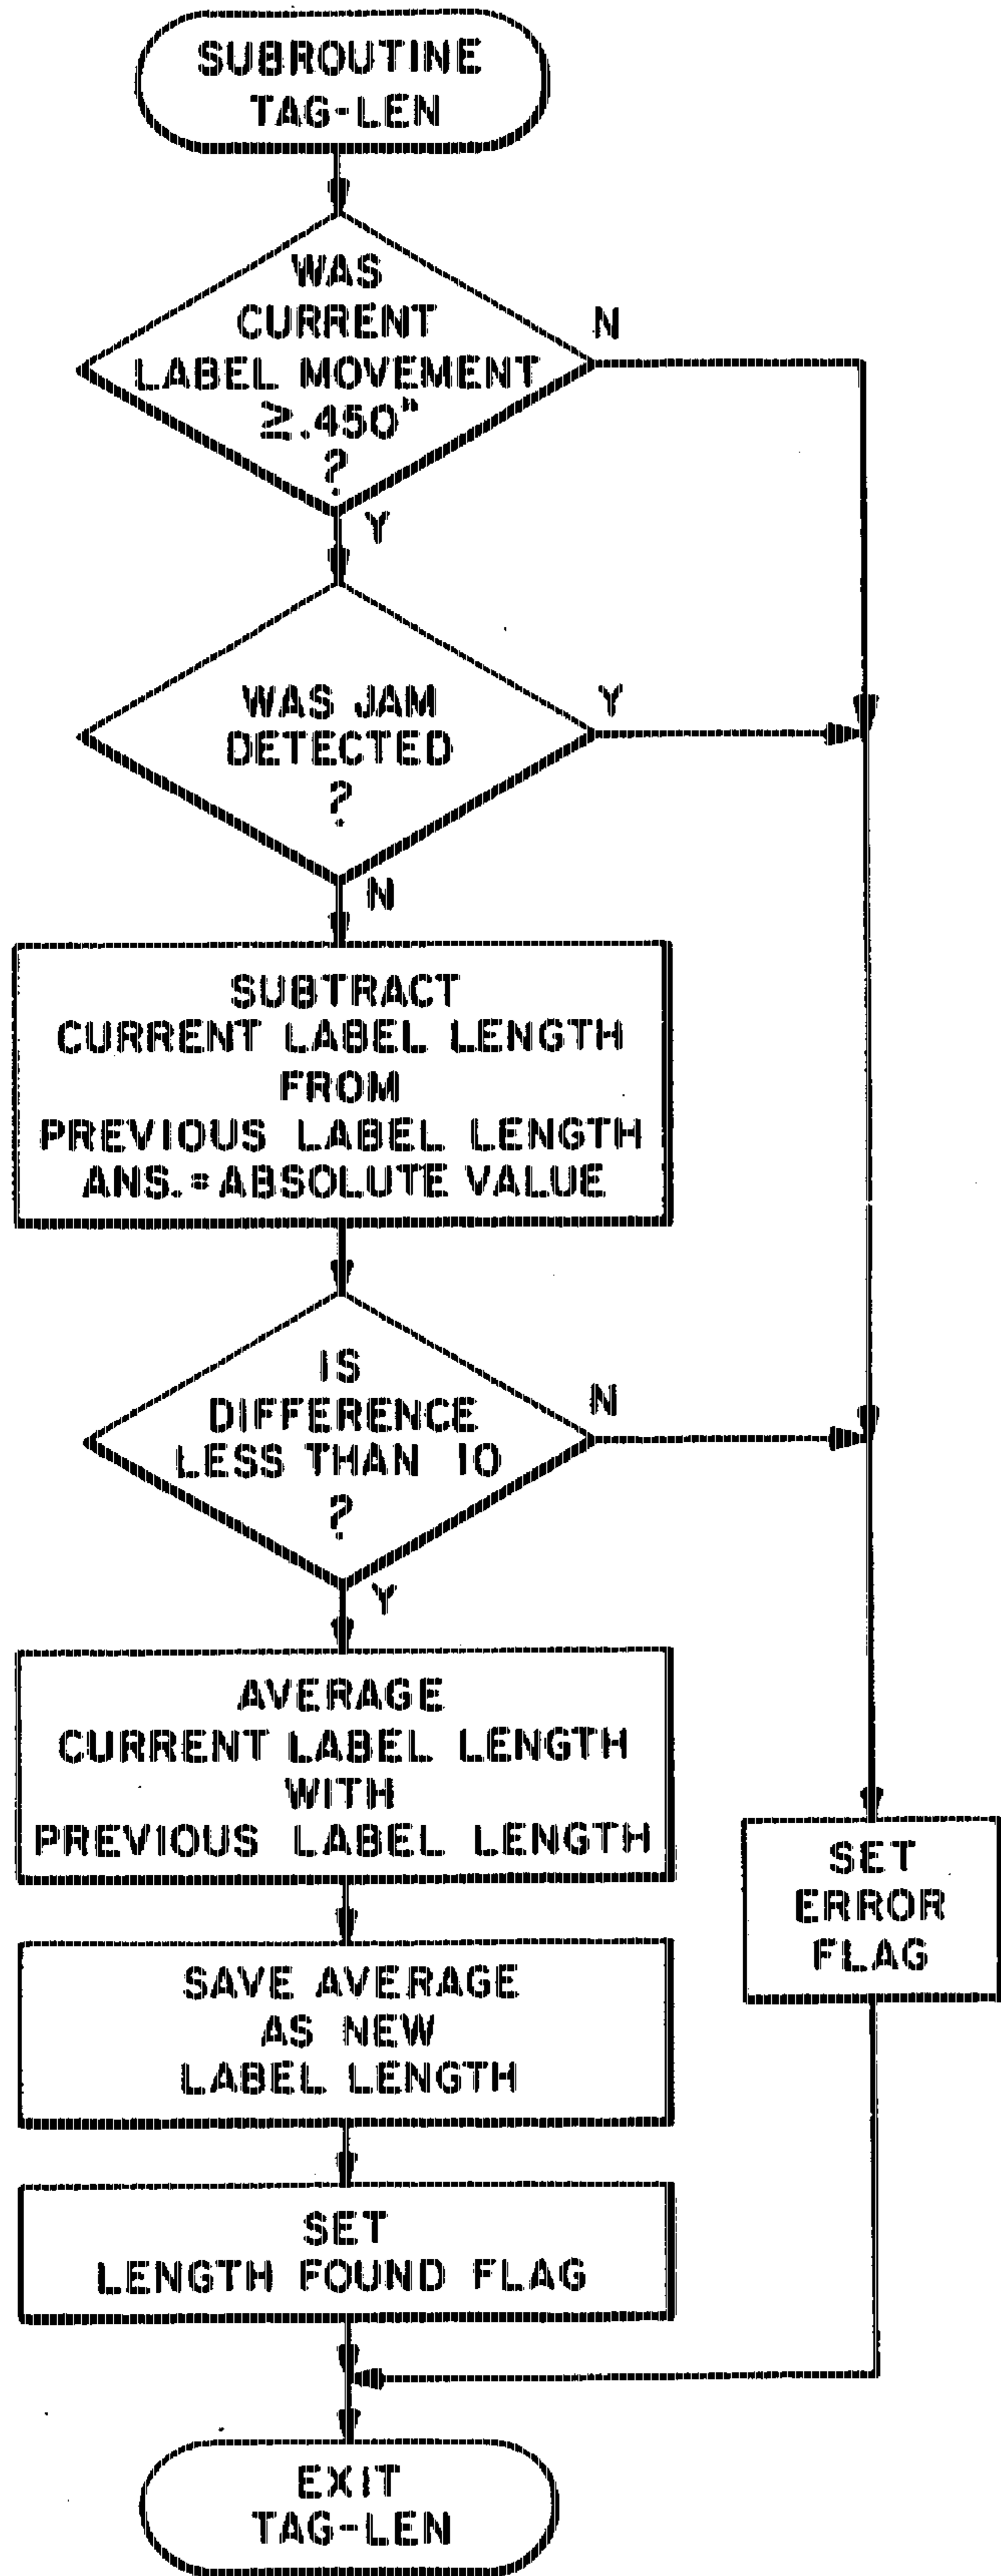 SUBROUTINE
TAG-LEN
WAS
CURRENT
LABEL MOVEMENT
≥.450"
?
N
Y
WAS JAM
DETECTED
?
Y
N
SUBTRACT
CURRENT LABEL LENGTH
FROM
PREVIOUS LABEL LENGTH
ANS.=ABSOLUTE VALUE
IS
DIFFERENCE
LESS THAN 10
?
N
Y
AVERAGE
CURRENT LABEL LENGTH
WITH
PREVIOUS LABEL LENGTH
SET
ERROR
FLAG
SAVE AVERAGE
AS NEW
LABEL LENGTH
SET
LENGTH FOUND FLAG
EXIT
TAG-LEN